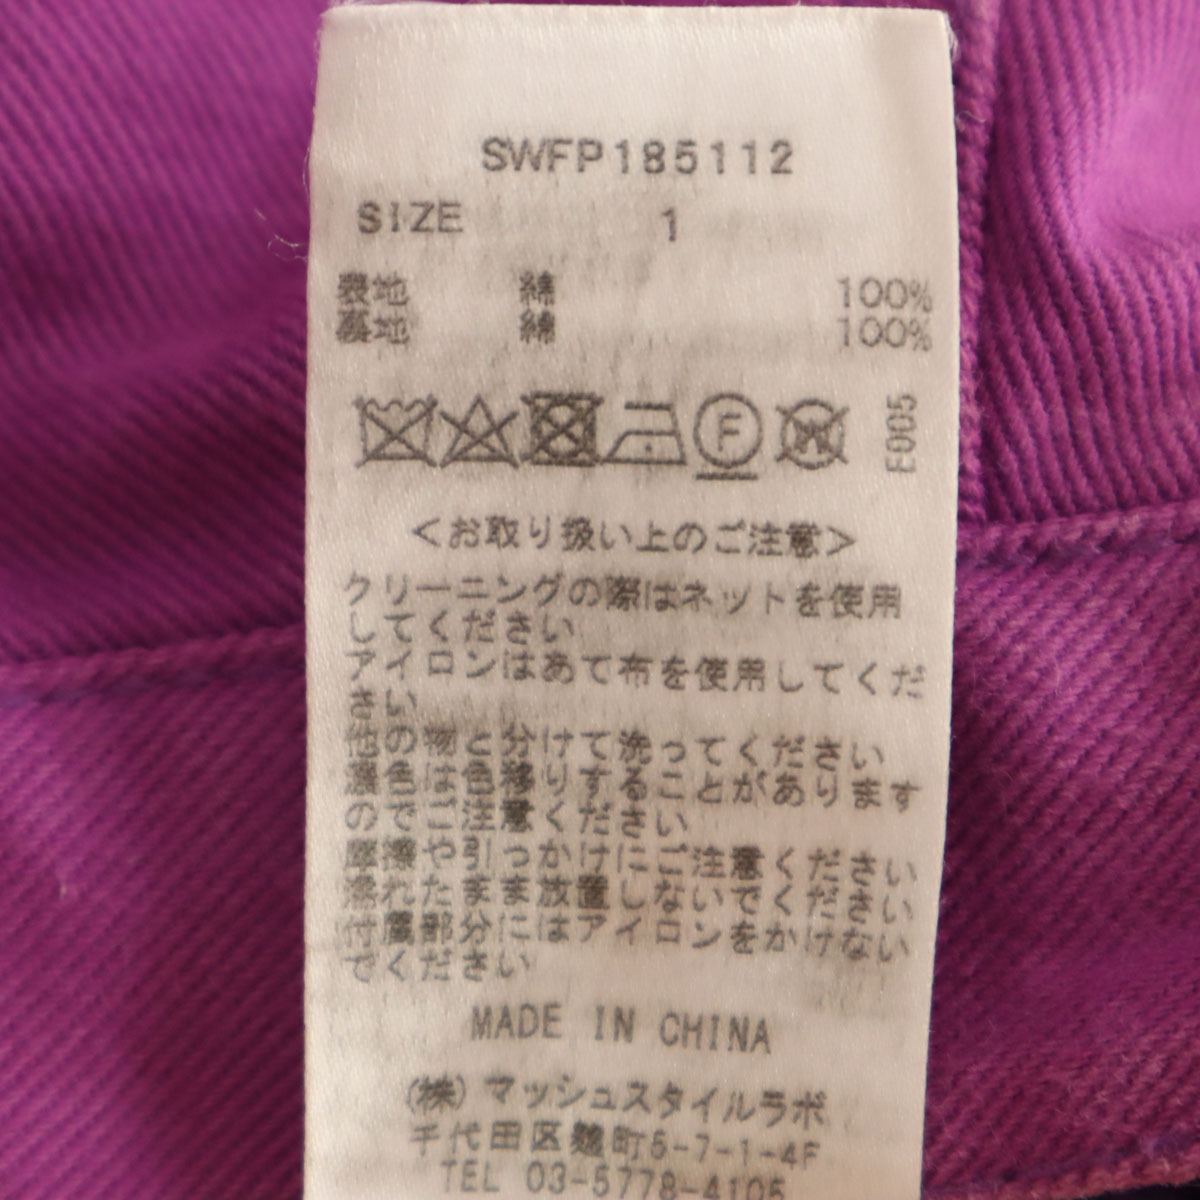 SWFP185112
SIZE 1
表地 綿 100%
裏地 綿 100%
F
W
E005
<お取り扱い上のご注意>
クリーニングの際はネットを使用
してください
アイロンはあて布を使用してくだ
さい
他の物と分けて洗ってください
濃色は色移りすることがあります
のでご注意ください
摩擦や引っかけにご注意ください
濡れたまま放置しないでください
付属部分にはアイロンをかけない
でください
MADE IN CHINA
(株)マッシュスタイルラボ
千代田区麹町5-7-1-4F
TEL 03-5778-4105